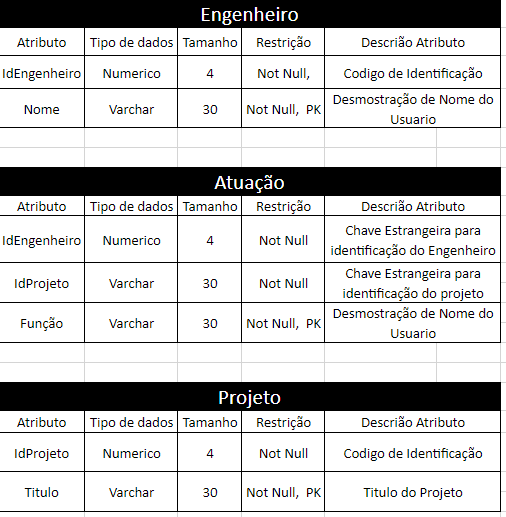 Engenheiro
Atributo Tipo de dados Tamanho Restrição Descrião Atributo
IdEngenheiro Numerico 4 Not Null, Codigo de Identificação
Nome Varchar 30 Not Null, PK Desmostração de Nome do
Usuario
Atuação
Atributo Tipo de dados Tamanho Restrição Descrião Atributo
IdEngenheiro Numerico 4 Not Null Chave Estrangeira para
identificação do Engenheiro
IdProjeto Varchar 30 Not Null Chave Estrangeira para
identificação do projeto
Função Varchar 30 Not Null, PK Desmostração de Nome do
Usuario
Projeto
Atributo Tipo de dados Tamanho Restrição Descrião Atributo
IdProjeto Numerico 4 Not Null Codigo de Identificação
Titulo Varchar 30 Not Null, PK Titulo do Projeto